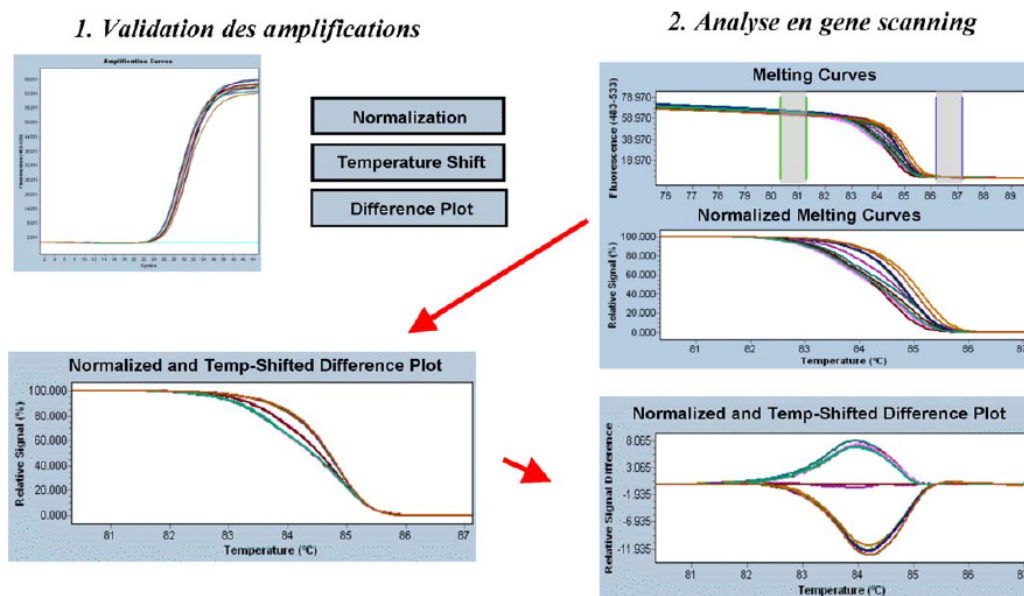 1. Validation des amplifications
2. Analyse en gene scanning
Amplification Curves
Cycles
Normalization
Temperature Shift
Difference Plot
Melting Curves
Fluorescence (483-533)
78.970
58.970
38.970
18.970
76 77 78 79 80 81 82 83 84 85 86 87 88 89
Normalized Melting Curves
Relative Signal (%)
100.000
80.000
60.000
40.000
20.000
0.000
81 82 83 84 85 86 87
Temperature (ºC)
Normalized and Temp-Shifted Difference Plot
Relative Signal (%)
100.000
80.000
60.000
40.000
20.000
0.000
81 82 83 84 85 86 87
Temperature (ºC)
Normalized and Temp-Shifted Difference Plot
Relative Signal Difference
8.065
3.065
-1.935
-6.935
-11.935
81 82 83 84 85 86 87
Temperature (ºC)